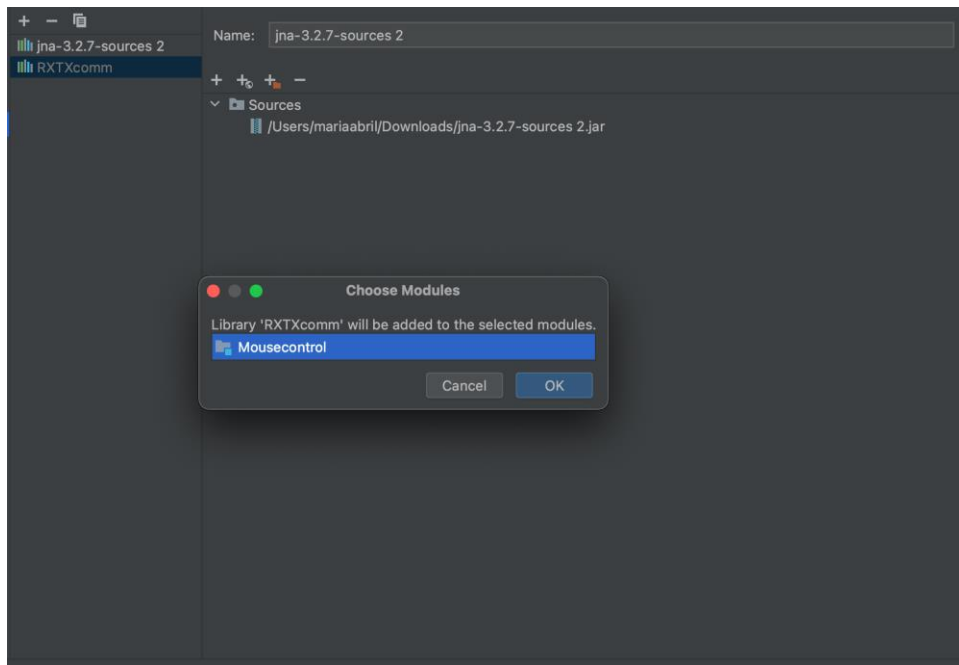 jna-3.2.7-sources 2
RXTXcomm
Name: jna-3.2.7-sources 2
Sources
/Users/mariaabril/Downloads/jna-3.2.7-sources 2.jar
Choose Modules
Library 'RXTXcomm' will be added to the selected modules.
Mousecontrol
Cancel OK